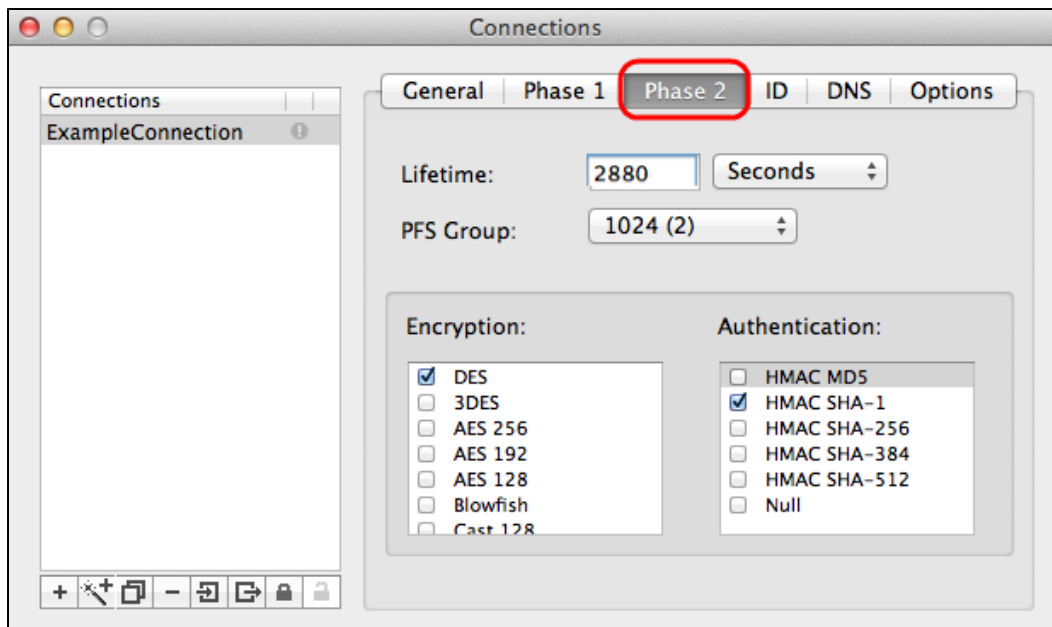 Connections
Connections
ExampleConnection
General Phase 1 Phase 2 ID DNS Options
Lifetime: 2880 Seconds
PFS Group: 1024 (2)
Encryption:
DES
3DES
AES 256
AES 192
AES 128
Blowfish
Cast 128
Authentication:
HMAC MD5
HMAC SHA-1
HMAC SHA-256
HMAC SHA-384
HMAC SHA-512
Null